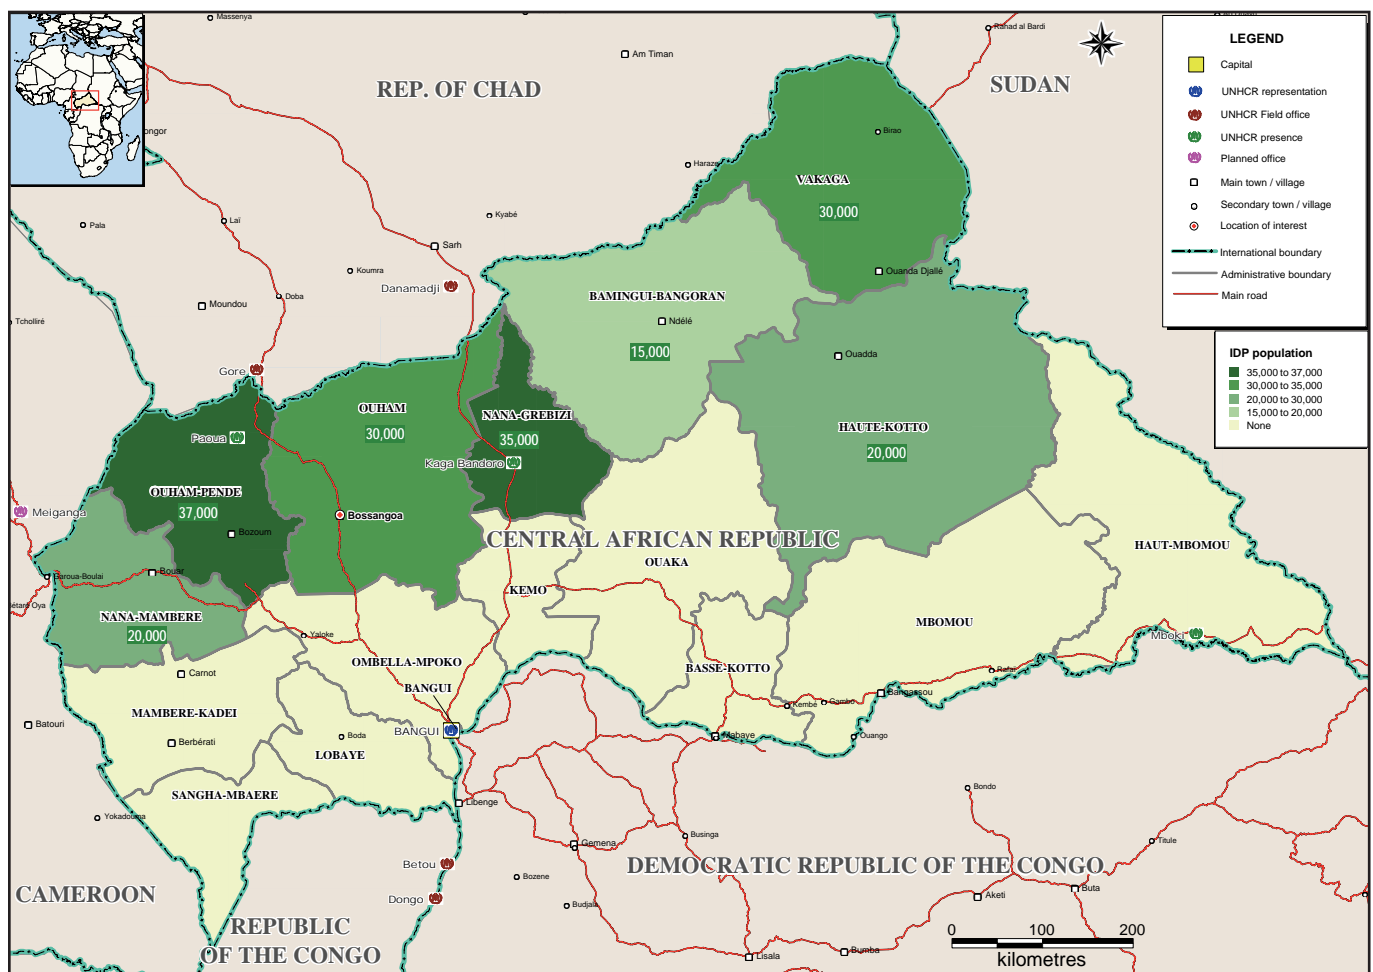 Massenya
Am Timan
Rahad al Bardi
REP. OF CHAD
SUDAN
ongor
Birao
Haraze
VAKAGA
30,000
Pala
Laï
Kyabé
Sarh
Koumra
Danamadji
Doba
Moundou
Ouanda Djallé
BAMINGUI-BANGORAN
Ndélé
15,000
Tcholliré
Ouadda
Gore
OUHAM
30,000
NANA-GREBIZI
35,000
HAUTE-KOTTO
20,000
Paoua
Kaga Bandoro
OUHAM-PENDE
37,000
Meiganga
Bossangoa
Bozoum
CENTRAL AFRICAN REPUBLIC
HAUT-MBOMOU
OUAKA
Garoua-Boulai
Bouar
KEMO
Bétaré Oya
NANA-MAMBERE
20,000
MBOMOU
Mboki
Yaloke
OMBELLA-MPOKO
BASSE-KOTTO
Rafai
Carnot
BANGUI
Bangassou
Kembé
Gambo
MAMBERE-KADEI
Batouri
BANGUI
Mobaye
Ouango
Berbérati
Boda
LOBAYE
SANGHA-MBAERE
Libenge
Bondo
Yokadouma
Businga
Titule
Gemena
Betou
DEMOCRATIC REPUBLIC OF THE CONGO
Bozene
CAMEROON
Dongo
Budjala
Aketi
Buta
REPUBLIC
OF THE CONGO
Lisala
Bumba
0 100 200
kilometres
LEGEND
Capital
UNHCR representation
UNHCR Field office
UNHCR presence
Planned office
Main town / village
Secondary town / village
Location of interest
International boundary
Administrative boundary
Main road
IDP population
35,000 to 37,000
30,000 to 35,000
20,000 to 30,000
15,000 to 20,000
None